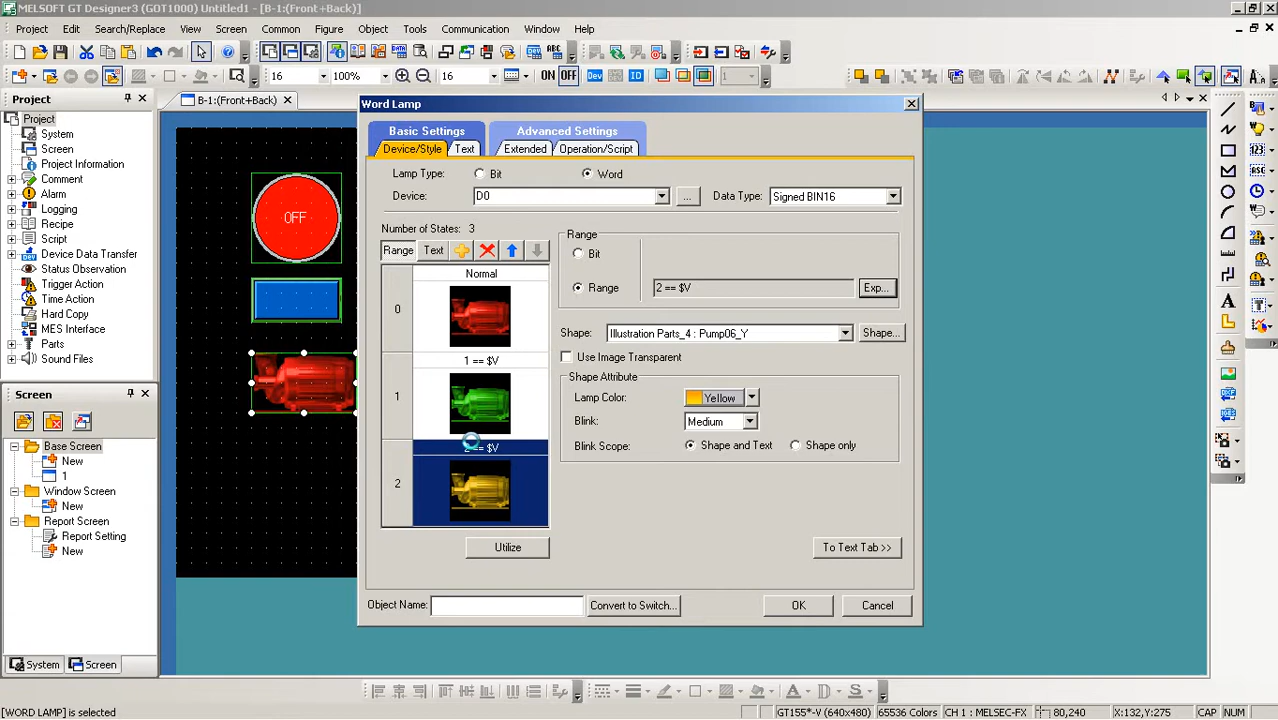 MELSOFT GT Designer3 (GOT1000) Untitled1 - [B-1:(Front+Back)]
Project Edit Search/Replace View Screen Common Figure Object Tools Communication Window Help
16 100% 16 ON OFF Dev ID 1
Project
B-1:(Front+Back)
Project
System
Screen
Project Information
Comment
Alarm
Logging
Recipe
Script
Device Data Transfer
Status Observation
Trigger Action
Time Action
Hard Copy
MES Interface
Parts
Sound Files
Screen
Base Screen
New
1
Window Screen
New
Report Screen
Report Setting
New
System Screen
OFF
Word Lamp
Basic Settings Advanced Settings
Device/Style Text Extended Operation/Script
Lamp Type: Bit Word
Device: D0 ... Data Type: Signed BIN16
Number of States: 3
Range Text
Normal
0
1 == $V
1
2 == $V
2
Utilize
Range
Bit
Range 2 == $V Exp...
Shape: Illustration Parts_4 : Pump06_Y Shape...
Use Image Transparent
Shape Attribute
Lamp Color: Yellow
Blink: Medium
Blink Scope: Shape and Text Shape only
To Text Tab >>
Object Name: Convert to Switch... OK Cancel
[WORD LAMP] is selected GT155*-V (640x480) 65536 Colors CH 1 : MELSEC-FX 80,240 X:132,Y:275 CAP NUM